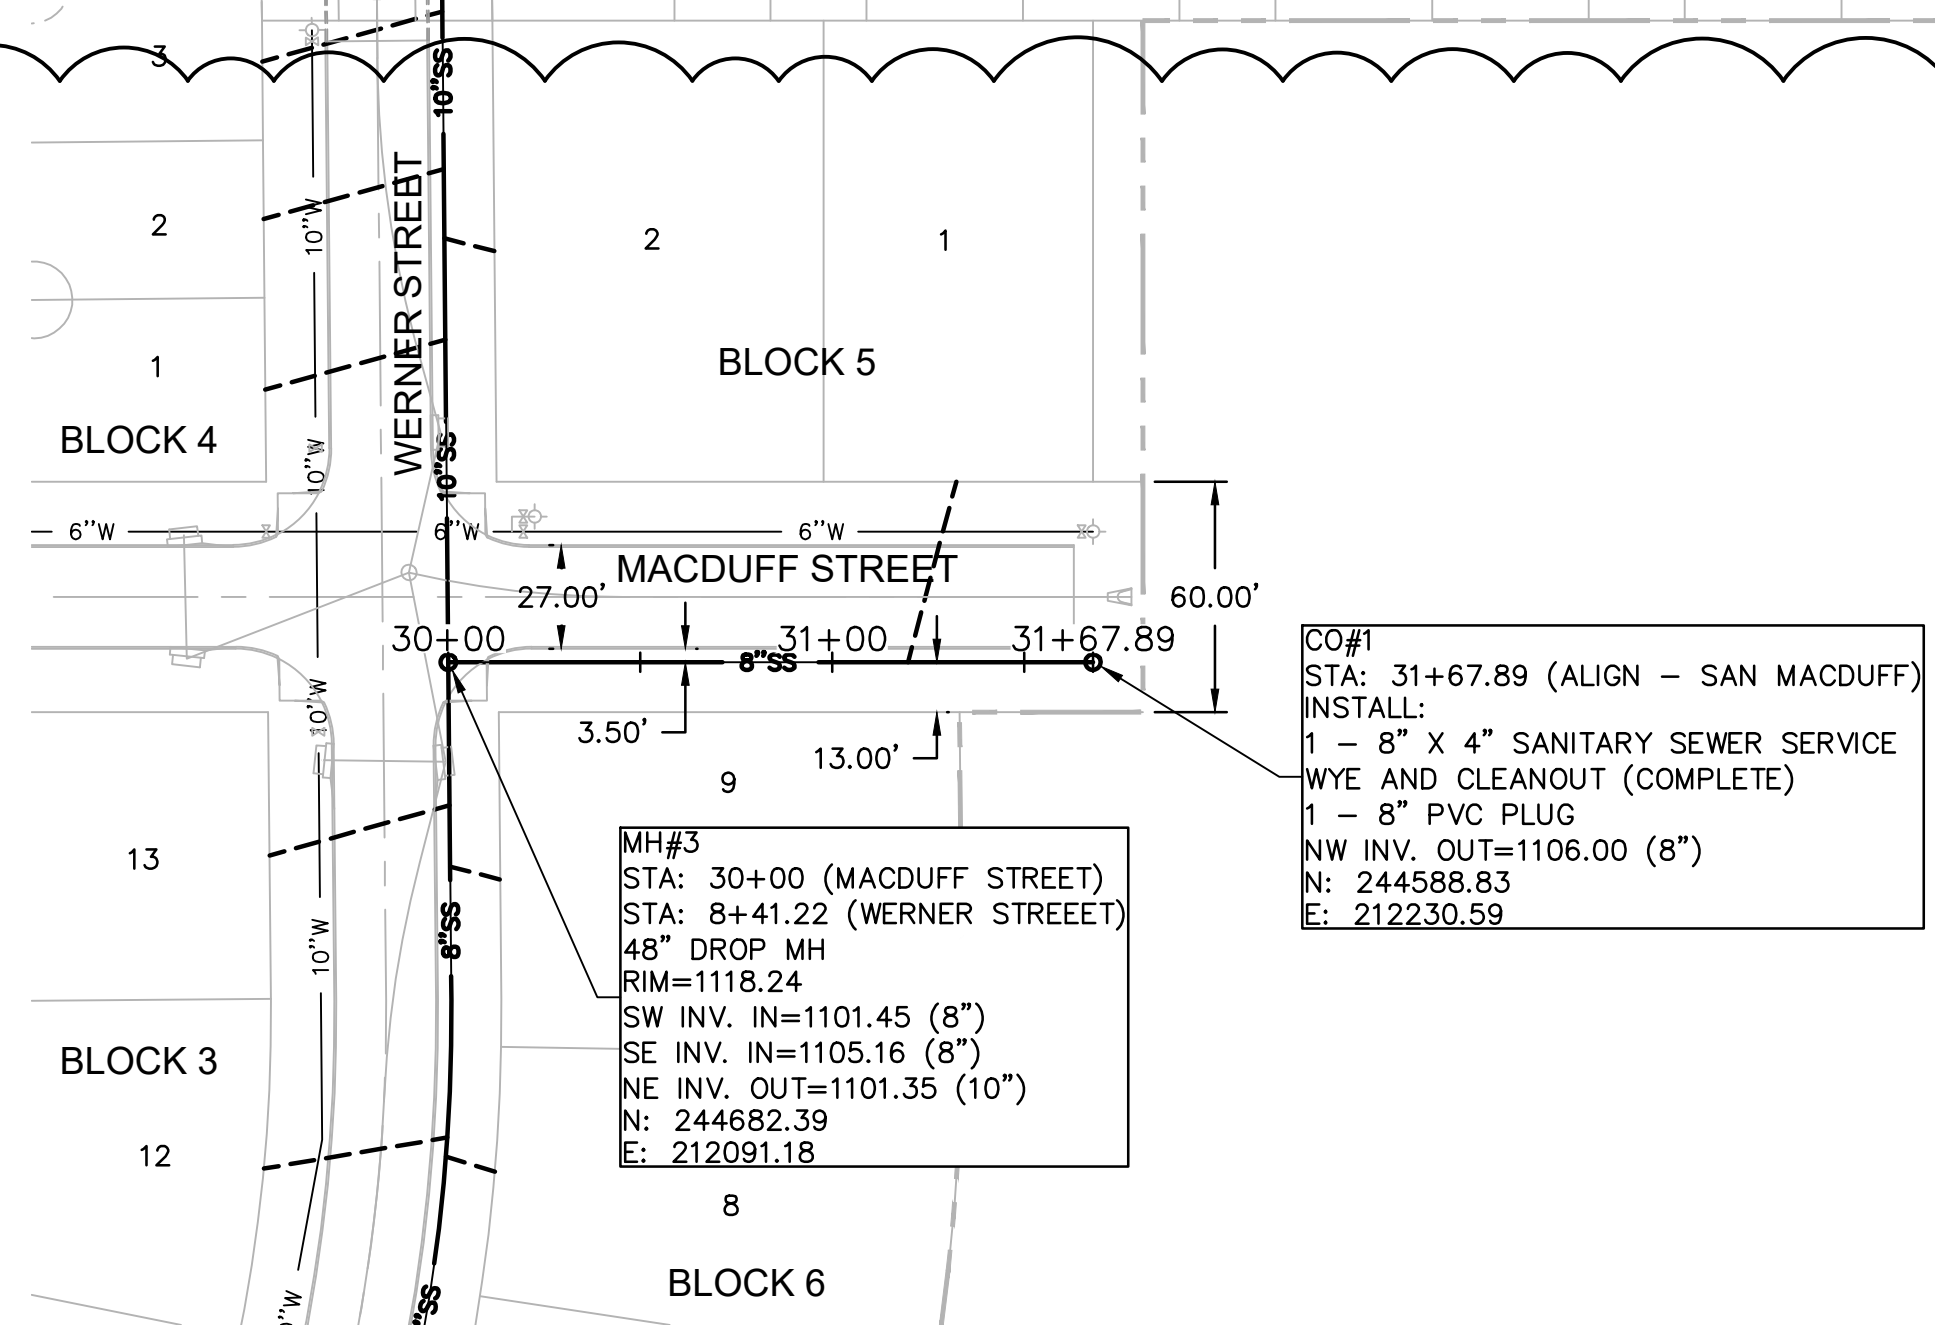 3
10"SS
WERNER STREET
10"W
2
2
1
1
BLOCK 5
BLOCK 4
10"W
10"SS
6"W
6"W
6"W
MACDUFF STREET
27.00'
60.00'
30+00
31+00
31+67.89
8"SS
10"W
3.50'
13.00'
CO#1
STA: 31+67.89 (ALIGN - SAN MACDUFF)
INSTALL:
1 - 8" X 4" SANITARY SEWER SERVICE
WYE AND CLEANOUT (COMPLETE)
1 - 8" PVC PLUG
NW INV. OUT=1106.00 (8")
N: 244588.83
E: 212230.59
9
13
MH#3
STA: 30+00 (MACDUFF STREET)
STA: 8+41.22 (WERNER STREEET)
48" DROP MH
RIM=1118.24
SW INV. IN=1101.45 (8")
SE INV. IN=1105.16 (8")
NE INV. OUT=1101.35 (10")
N: 244682.39
E: 212091.18
8"SS
10"W
BLOCK 3
12
8
BLOCK 6
"SS
0"W